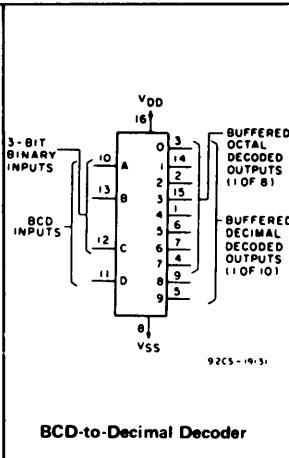 VDD
16
3-BIT
BINARY
INPUTS
BCD
INPUTS
10 A
13 B
12 C
11 D
0 3
1 14
2 2
3 15
4 1
5 6
6 7
7 4
8 9
9 5
BUFFERED
OCTAL
DECODED
OUTPUTS
(1 OF 8)
BUFFERED
DECIMAL
DECODED
OUTPUTS
(1 OF 10)
8
VSS
92CS-19131
BCD-to-Decimal Decoder